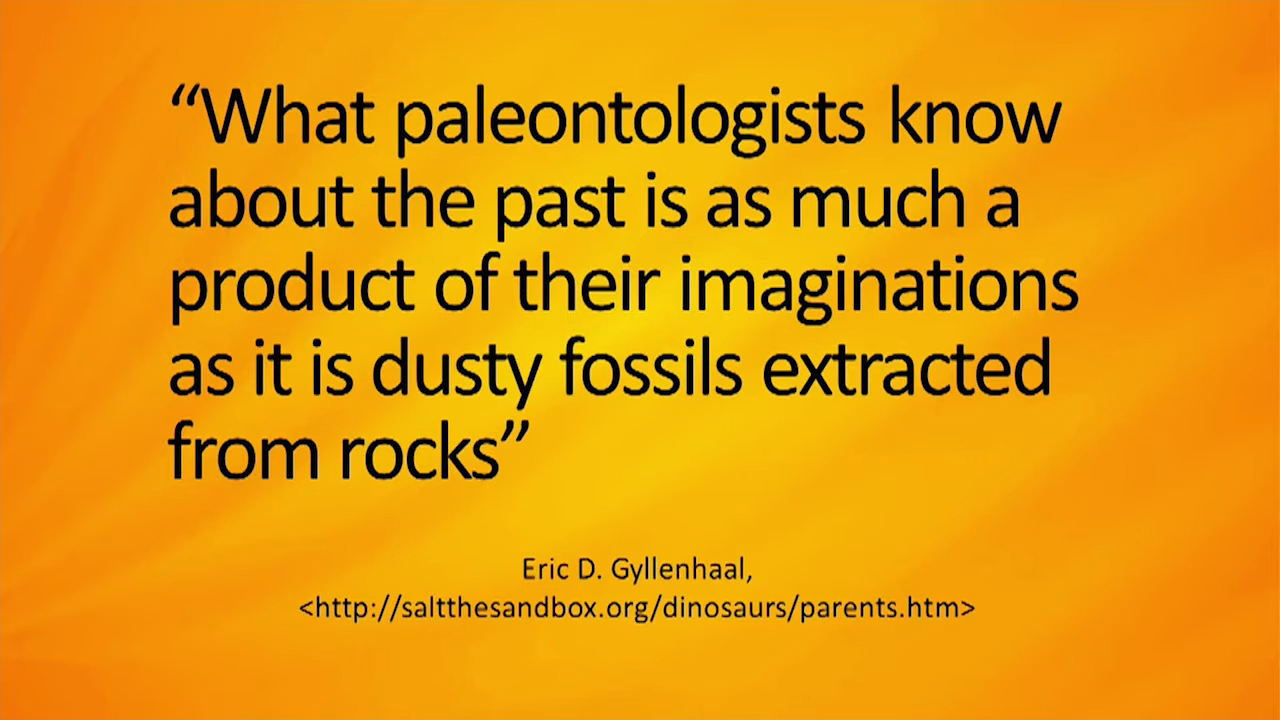 “What paleontologists know
about the past is as much a
product of their imaginations
as it is dusty fossils extracted
from rocks”
Eric D. Gyllenhaal,
<http://saltthesandbox.org/dinosaurs/parents.htm>